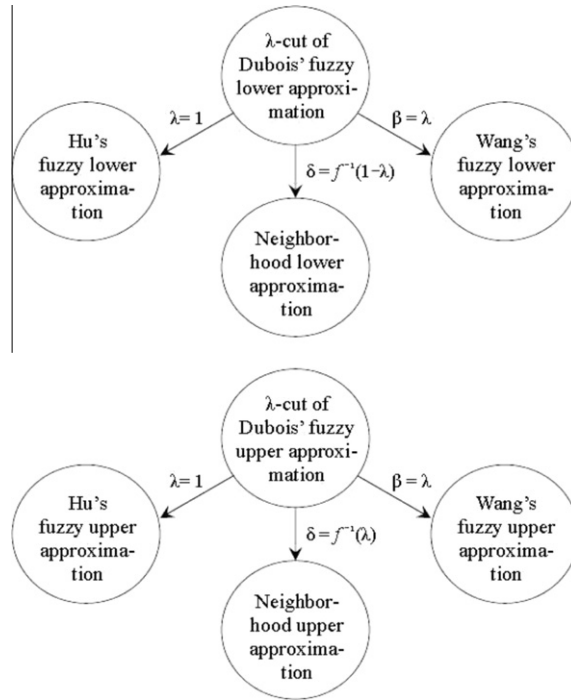 λ-cut of
Dubois' fuzzy
lower approxi-
mation
λ= 1
β = λ
Hu's
fuzzy lower
approxima-
tion
δ = f⁻¹(1−λ)
Wang's
fuzzy lower
approxima-
tion
Neighbor-
hood lower
approxima-
tion
λ-cut of
Dubois' fuzzy
upper approxi-
mation
λ= 1
β = λ
Hu's
fuzzy upper
approxima-
tion
δ = f⁻¹(λ)
Wang's
fuzzy upper
approxima-
tion
Neighbor-
hood upper
approxima-
tion